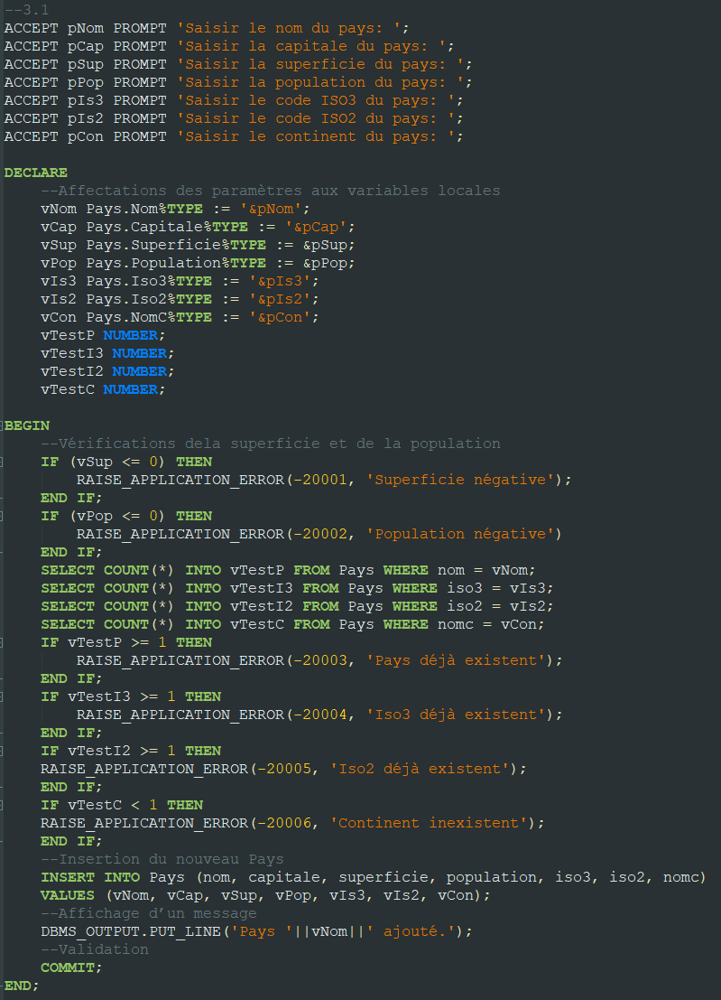 --3.1
ACCEPT pNom PROMPT 'Saisir le nom du pays: ';
ACCEPT pCap PROMPT 'Saisir la capitale du pays: ';
ACCEPT pSup PROMPT 'Saisir la superficie du pays: ';
ACCEPT pPop PROMPT 'Saisir la population du pays: ';
ACCEPT pIs3 PROMPT 'Saisir le code ISO3 du pays: ';
ACCEPT pIs2 PROMPT 'Saisir le code ISO2 du pays: ';
ACCEPT pCon PROMPT 'Saisir le continent du pays: ';

DECLARE
    --Affectations des paramètres aux variables locales
    vNom Pays.Nom%TYPE := '&pNom';
    vCap Pays.Capitale%TYPE := '&pCap';
    vSup Pays.Superficie%TYPE := &pSup;
    vPop Pays.Population%TYPE := &pPop;
    vIs3 Pays.Iso3%TYPE := '&pIs3';
    vIs2 Pays.Iso2%TYPE := '&pIs2';
    vCon Pays.NomC%TYPE := '&pCon';
    vTestP NUMBER;
    vTestI3 NUMBER;
    vTestI2 NUMBER;
    vTestC NUMBER;

BEGIN
    --Vérifications dela superficie et de la population
    IF (vSup <= 0) THEN
        RAISE_APPLICATION_ERROR(-20001, 'Superficie négative');
    END IF;
    IF (vPop <= 0) THEN
        RAISE_APPLICATION_ERROR(-20002, 'Population négative')
    END IF;
    SELECT COUNT(*) INTO vTestP FROM Pays WHERE nom = vNom;
    SELECT COUNT(*) INTO vTestI3 FROM Pays WHERE iso3 = vIs3;
    SELECT COUNT(*) INTO vTestI2 FROM Pays WHERE iso2 = vIs2;
    SELECT COUNT(*) INTO vTestC FROM Pays WHERE nomc = vCon;
    IF vTestP >= 1 THEN
        RAISE_APPLICATION_ERROR(-20003, 'Pays déjà existent');
    END IF;
    IF vTestI3 >= 1 THEN
        RAISE_APPLICATION_ERROR(-20004, 'Iso3 déjà existent');
    END IF;
    IF vTestI2 >= 1 THEN
    RAISE_APPLICATION_ERROR(-20005, 'Iso2 déjà existent');
    END IF;
    IF vTestC < 1 THEN
    RAISE_APPLICATION_ERROR(-20006, 'Continent inexistent');
    END IF;
    --Insertion du nouveau Pays
    INSERT INTO Pays (nom, capitale, superficie, population, iso3, iso2, nomc)
    VALUES (vNom, vCap, vSup, vPop, vIs3, vIs2, vCon);
    --Affichage d’un message
    DBMS_OUTPUT.PUT_LINE('Pays '||vNom||' ajouté.');
    --Validation
    COMMIT;
END;